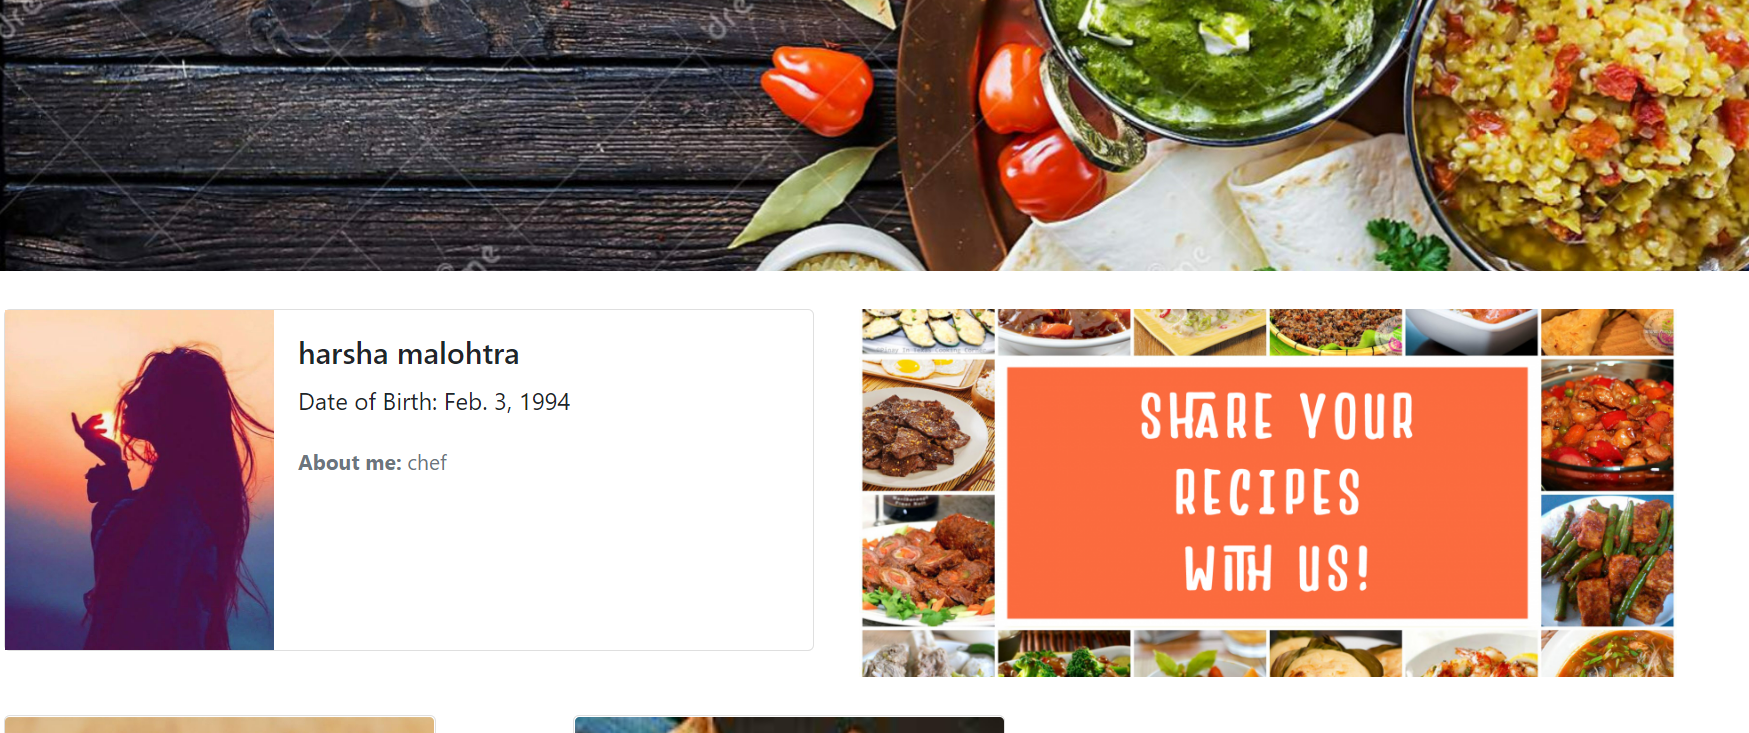 harsha malohtra
Date of Birth: Feb. 3, 1994
About me: chef
SHARE YOUR
RECIPES
WITH US!